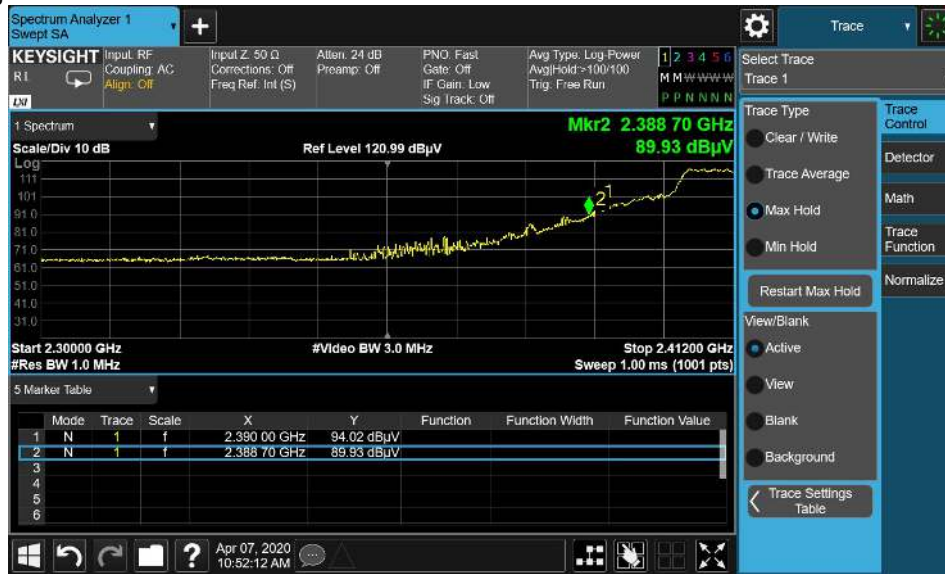 Spectrum Analyzer 1
Swept SA
+
Trace
KEYSIGHT
RL
LXI
Input: RF
Coupling: AC
Align: Off
Input Z: 50 Ω
Corrections: Off
Freq Ref: Int (S)
Atten: 24 dB
Preamp: Off
PNO: Fast
Gate: Off
IF Gain: Low
Sig Track: Off
Avg Type: Log-Power
Avg|Hold:>100/100
Trig: Free Run
1 2 3 4 5 6
M M W W W W
P P N N N N
Select Trace
Trace 1
1 Spectrum
Scale/Div 10 dB
Ref Level 120.99 dBµV
Mkr2 2.388 70 GHz
89.93 dBµV
Log
111
101
91.0
81.0
71.0
61.0
51.0
41.0
31.0
2
1
Start 2.30000 GHz
#Res BW 1.0 MHz
#Video BW 3.0 MHz
Stop 2.41200 GHz
Sweep 1.00 ms (1001 pts)
5 Marker Table
Mode Trace Scale X Y Function Function Width Function Value
1 N 1 f 2.390 00 GHz 94.02 dBµV
2 N 1 f 2.388 70 GHz 89.93 dBµV
3
4
5
6
Trace Type
Clear / Write
Trace Average
Max Hold
Min Hold
Restart Max Hold
View/Blank
Active
View
Blank
Background
Trace Settings
Table
Trace
Control
Detector
Math
Trace
Function
Normalize
?
Apr 07, 2020
10:52:12 AM